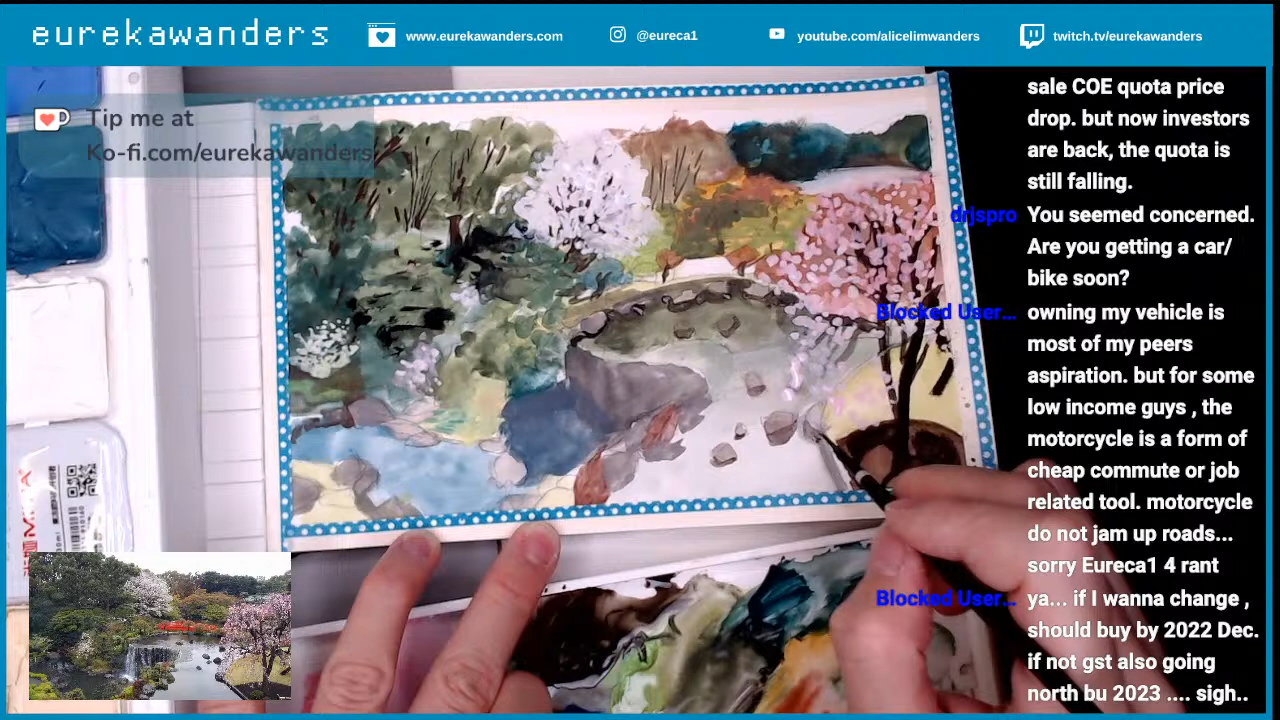 eurekawanders
www.eurekawanders.com
@eureca1
youtube.com/alicelimwanders
twitch.tv/eurekawanders
Tip me at
Ko-fi.com/eurekawanders
sale COE quota price
drop. but now investors
are back, the quota is
still falling.
drjspro You seemed concerned.
Are you getting a car/
bike soon?
Blocked User... owning my vehicle is
most of my peers
aspiration. but for some
low income guys , the
motorcycle is a form of
cheap commute or job
related tool. motorcycle
do not jam up roads...
sorry Eureca1 4 rant
Blocked User... ya... if I wanna change ,
should buy by 2022 Dec.
if not gst also going
north bu 2023 .... sigh..